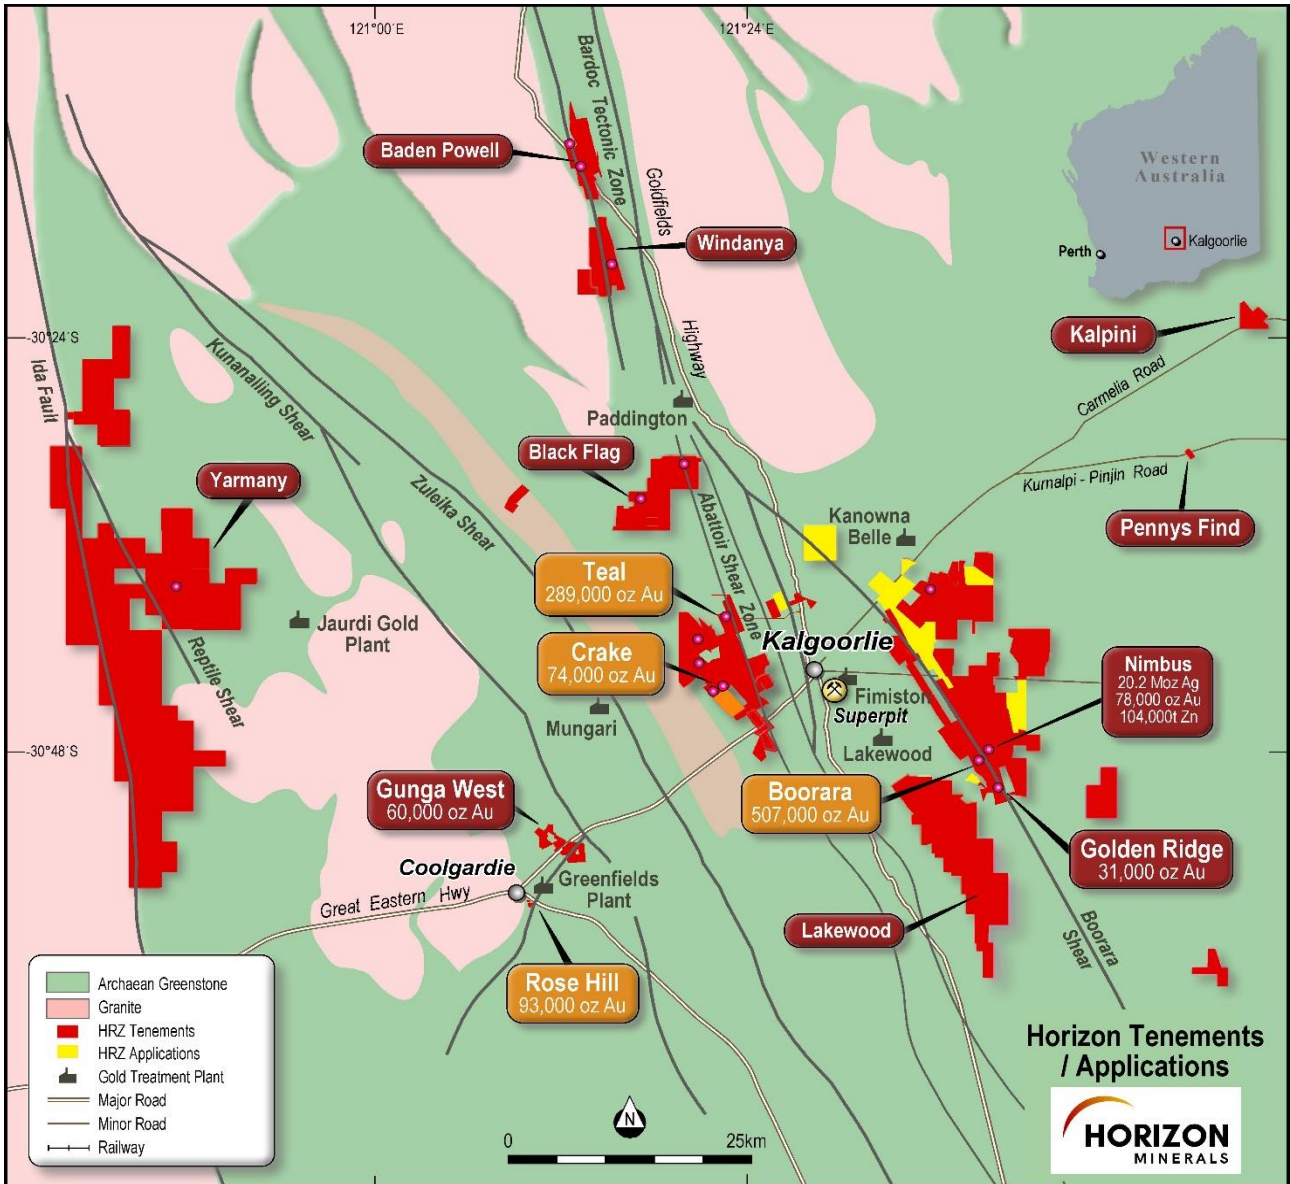 121°00´E
121°24´E
Bardoc Tectonic Zone
Baden Powell
Goldfields
Highway
Windanya
Western
Australia
Perth
Kalgoorlie
Kalpini
-30°24´S
Ida Fault
Kunanalling Shear
Carmelia Road
Paddington
Black Flag
Yarmany
Zuleika Shear
Kurnalpi - Pinjin Road
Abattoir Shear Zone
Kanowna
Belle
Pennys Find
Teal
289,000 oz Au
Jaurdi Gold
Plant
Reptile Shear
Crake
74,000 oz Au
Kalgoorlie
Nimbus
20.2 Moz Ag
78,000 oz Au
104,000t Zn
Fimiston
Superpit
Mungari
Lakewood
-30°48´S
Gunga West
60,000 oz Au
Boorara
507,000 oz Au
Golden Ridge
31,000 oz Au
Coolgardie
Greenfields
Plant
Great Eastern Hwy
Lakewood
Boorara
Shear
Rose Hill
93,000 oz Au
Archaean Greenstone
Granite
HRZ Tenements
HRZ Applications
Gold Treatment Plant
Major Road
Minor Road
Railway
N
0
25km
Horizon Tenements
/ Applications
HORIZON
MINERALS